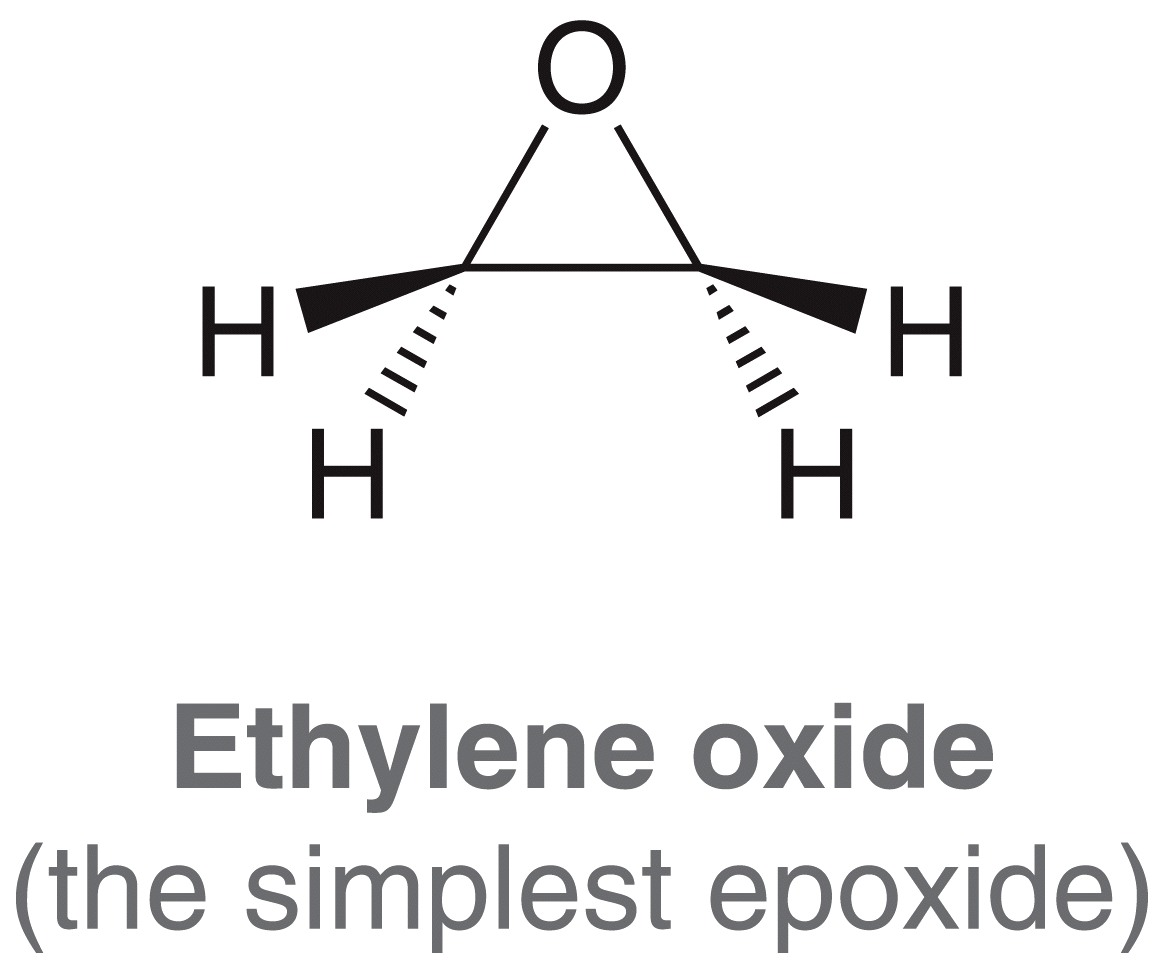 O
H H
H H
Ethylene oxide
(the simplest epoxide)